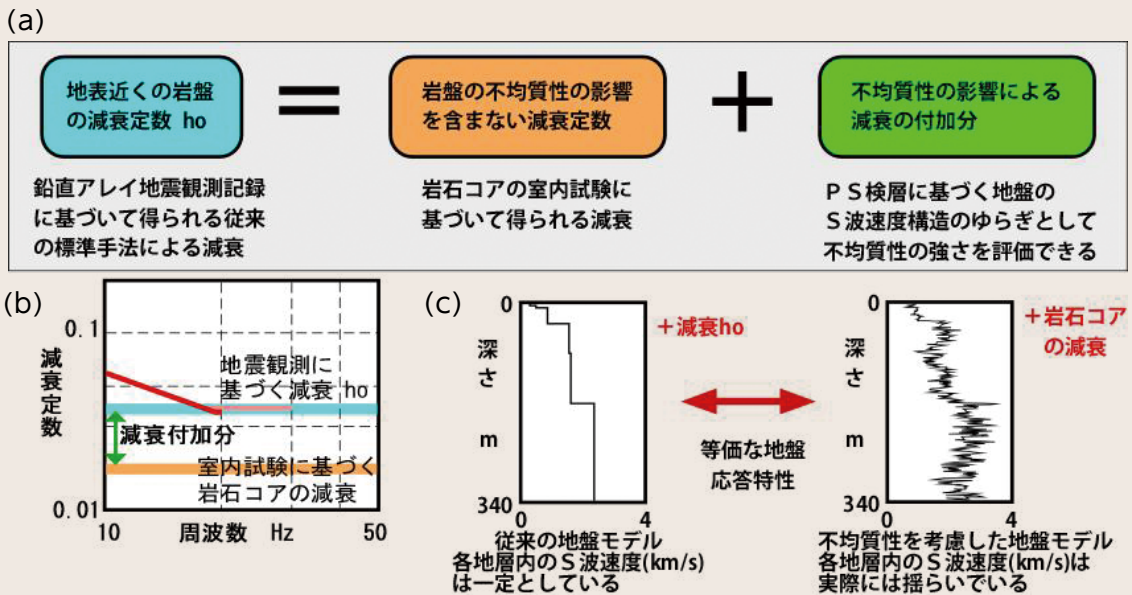 (a)
地表近くの岩盤
の減衰定数 ho
=
岩盤の不均質性の影響
を含まない減衰定数
+
不均質性の影響による
減衰の付加分
鉛直アレイ地震観測記録
に基づいて得られる従来
の標準手法による減衰
岩石コアの室内試験に
基づいて得られる減衰
PS検層に基づく地盤の
S波速度構造のゆらぎとして
不均質性の強さを評価できる
(b)
0.1
減衰定数
地震観測に
基づく減衰 ho
減衰付加分
室内試験に基づく
岩石コアの減衰
0.01
10 周波数 Hz 50
(c)
0
深さ
m
340
0 4
+減衰ho
従来の地盤モデル
各地層内のS波速度(km/s)
は一定としている
等価な地盤
応答特性
0
深さ
m
340
0 4
+岩石コア
の減衰
不均質性を考慮した地盤モデル
各地層内のS波速度(km/s)は
実際には揺らいでいる